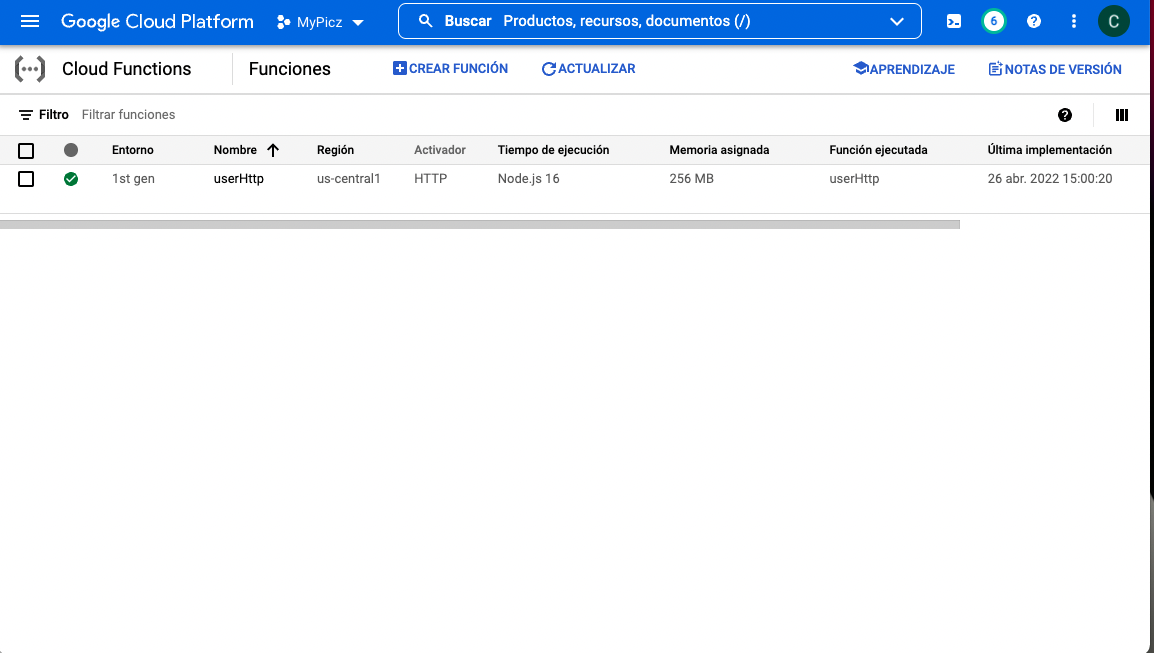 Google Cloud Platform MyPicz Buscar Productos, recursos, documentos (/) 6 C
Cloud Functions Funciones CREAR FUNCIÓN ACTUALIZAR APRENDIZAJE NOTAS DE VERSIÓN
Filtro Filtrar funciones
Entorno Nombre Región Activador Tiempo de ejecución Memoria asignada Función ejecutada Última implementación
1st gen userHttp us-central1 HTTP Node.js 16 256 MB userHttp 26 abr. 2022 15:00:20